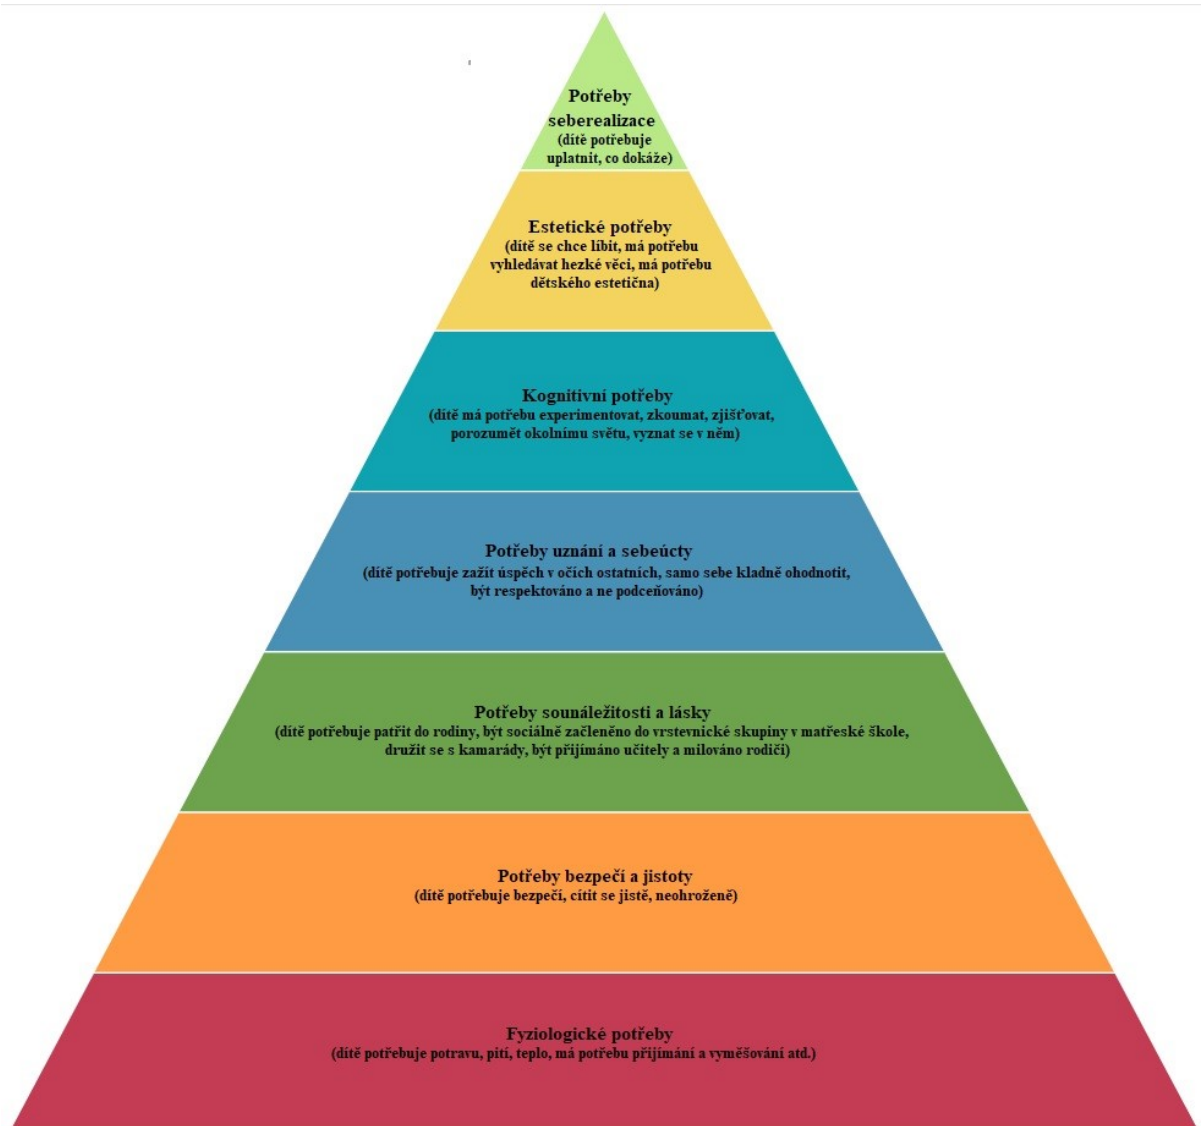 Potřeby
seberealizace
(dítě potřebuje
uplatnit, co dokáže)
Estetické potřeby
(dítě se chce líbit, má potřebu
vyhledávat hezké věci, má potřebu
dětského estetična)
Kognitivní potřeby
(dítě má potřebu experimentovat, zkoumat, zjišťovat,
porozumět okolnímu světu, vyznat se v něm)
Potřeby uznání a sebeúcty
(dítě potřebuje zažít úspěch v očích ostatních, samo sebe kladně ohodnotit,
být respektováno a ne podceňováno)
Potřeby sounáležitosti a lásky
(dítě potřebuje patřit do rodiny, být sociálně začleněno do vrstevnické skupiny v matřeské škole,
družit se s kamarády, být přijímáno učitely a milováno rodiči)
Potřeby bezpečí a jistoty
(dítě potřebuje bezpečí, cítit se jistě, neohroženě)
Fyziologické potřeby
(dítě potřebuje potravu, pití, teplo, má potřebu přijímání a vyměšování atd.)